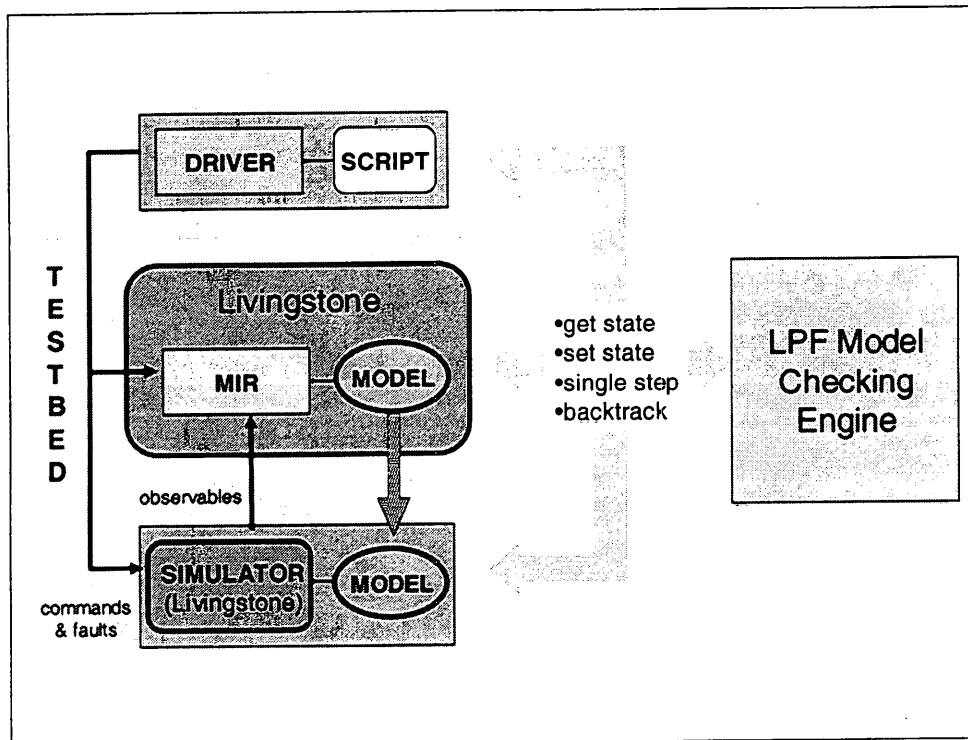 DRIVER
SCRIPT
T
E
S
T
B
E
D
Livingstone
MIR
MODEL
observables
SIMULATOR
(Livingstone)
MODEL
commands
& faults
•get state
•set state
•single step
•backtrack
LPF Model
Checking
Engine